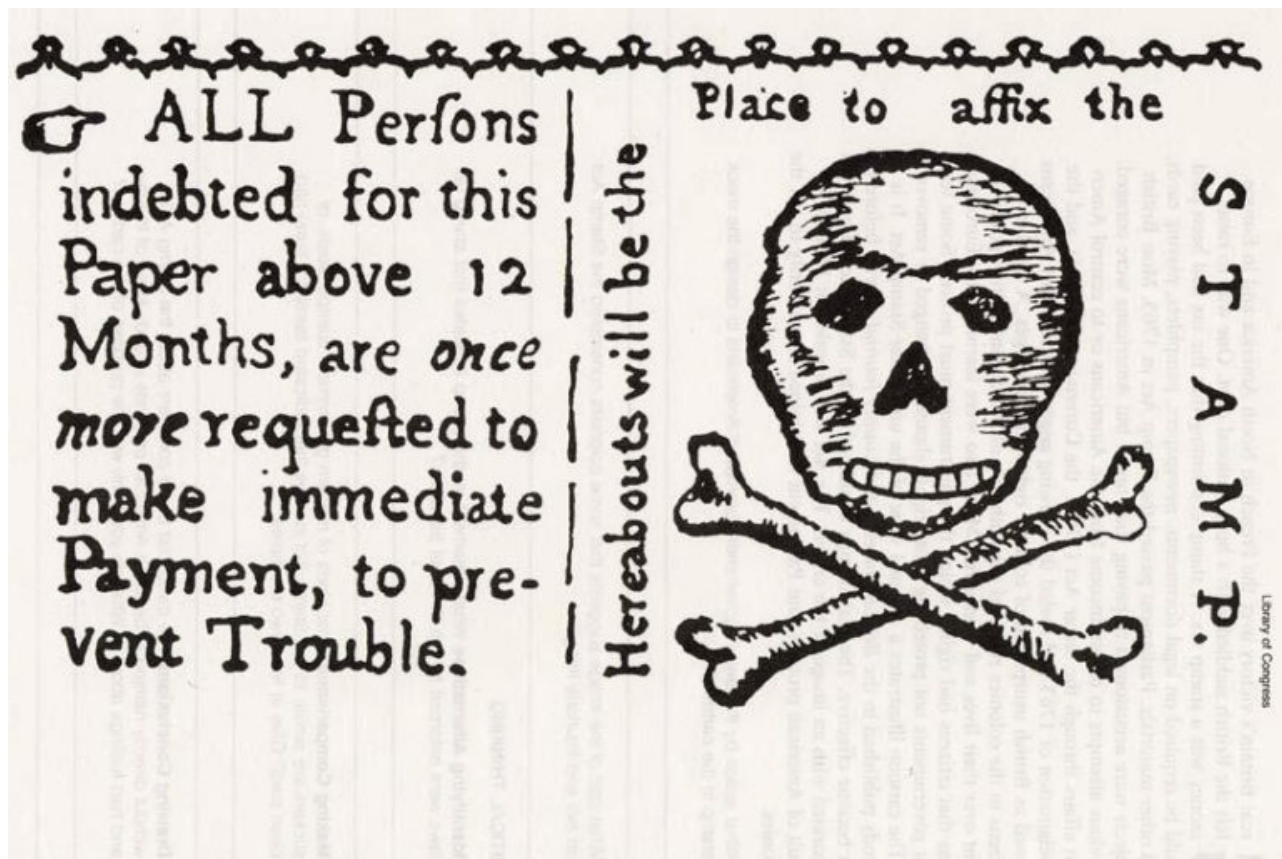 ☞ ALL Perſons
indebted for this
Paper above 12
Months, are once
more requeſted to
make immediate
Payment, to pre-
vent Trouble.
Hereabouts will be the
Place to affix the
STAMP.
Library of Congress